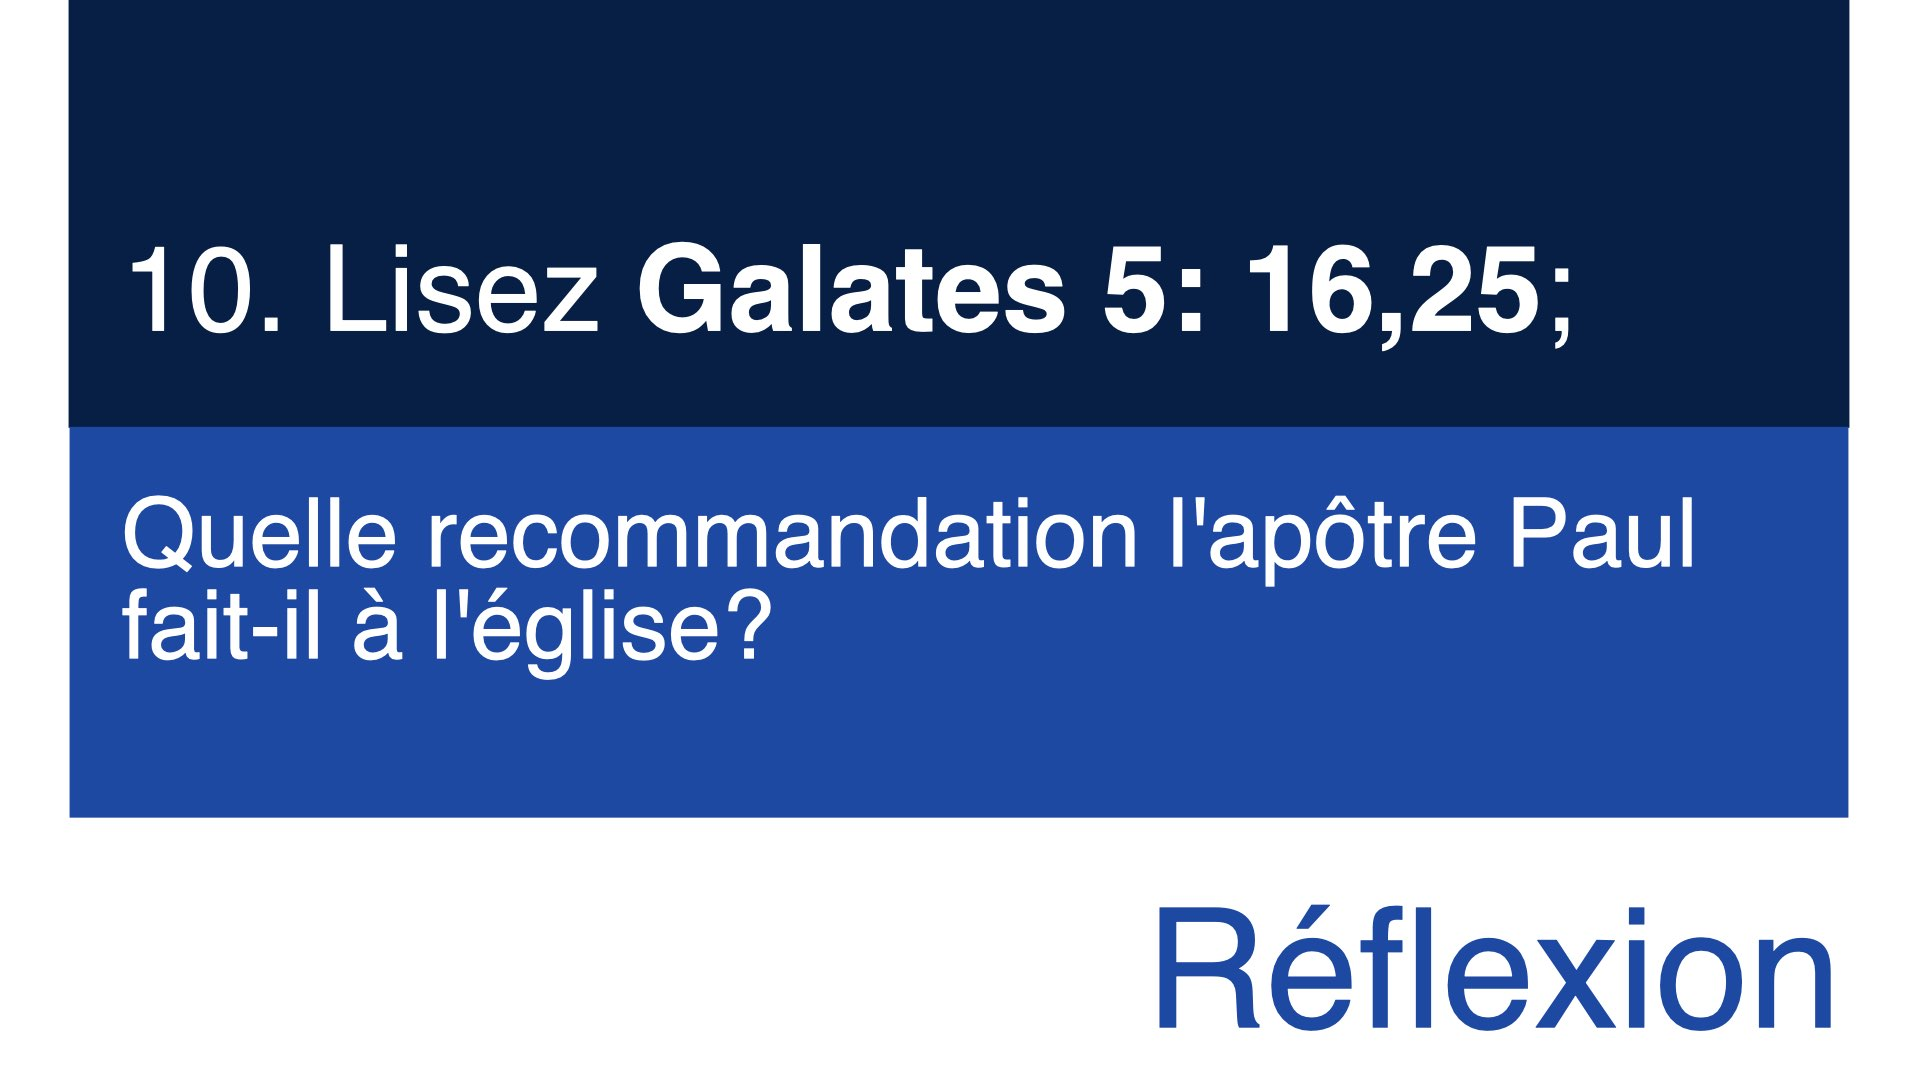 10. Lisez Galates 5: 16,25;
Quelle recommandation l'apôtre Paul
fait-il à l'église?
Réflexion